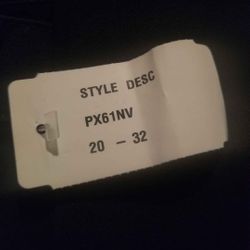 STYLE DESC
PX61NV
20 - 32